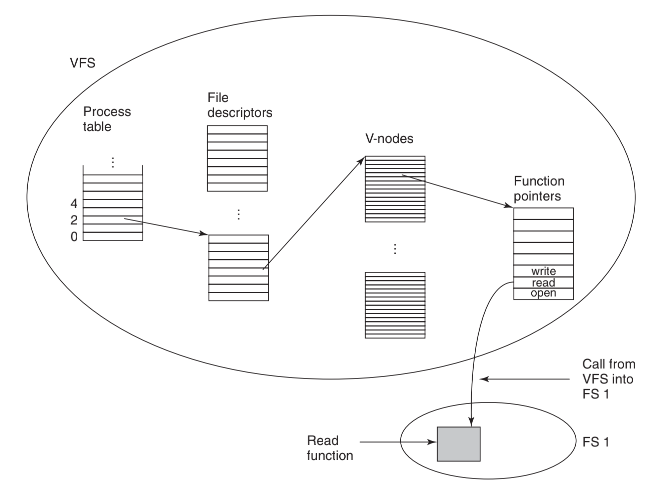 VFS
Process
table
⋮
4
2
0
File
descriptors
⋮
V-nodes
⋮
Function
pointers
write
read
open
Call from
VFS into
FS 1
Read
function
FS 1